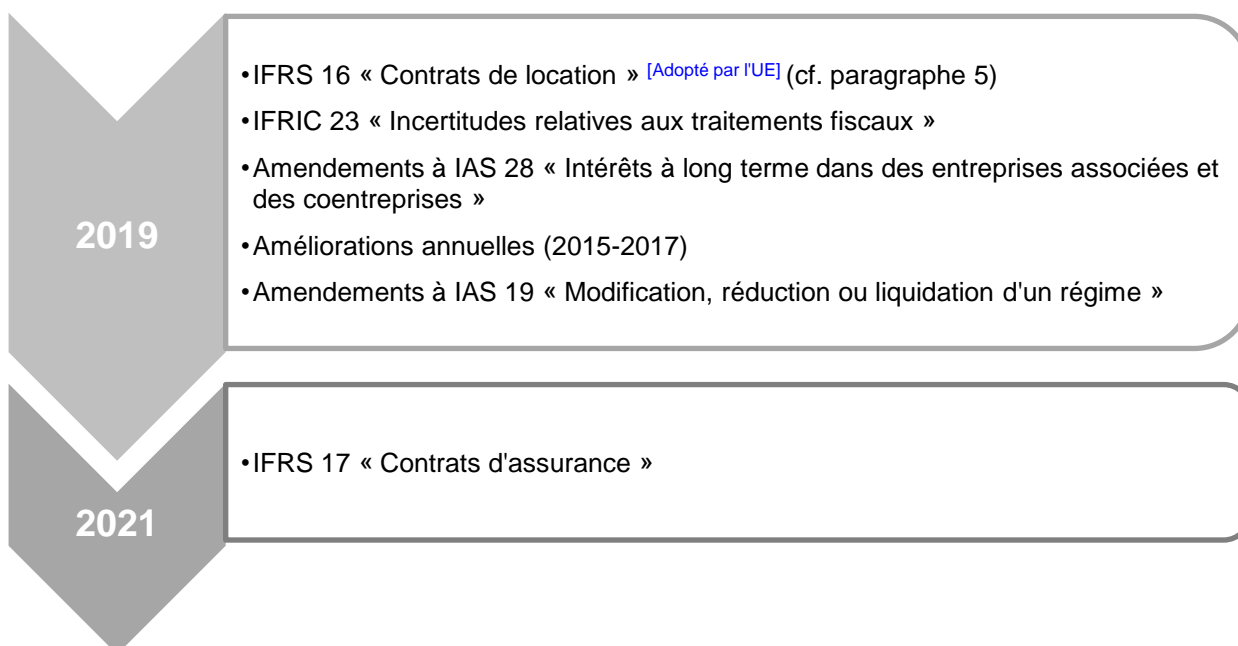 2019
•IFRS 16 « Contrats de location » [Adopté par l'UE] (cf. paragraphe 5)
•IFRIC 23 « Incertitudes relatives aux traitements fiscaux »
•Amendements à IAS 28 « Intérêts à long terme dans des entreprises associées et
des coentreprises »
•Améliorations annuelles (2015-2017)
•Amendements à IAS 19 « Modification, réduction ou liquidation d'un régime »
2021
•IFRS 17 « Contrats d'assurance »